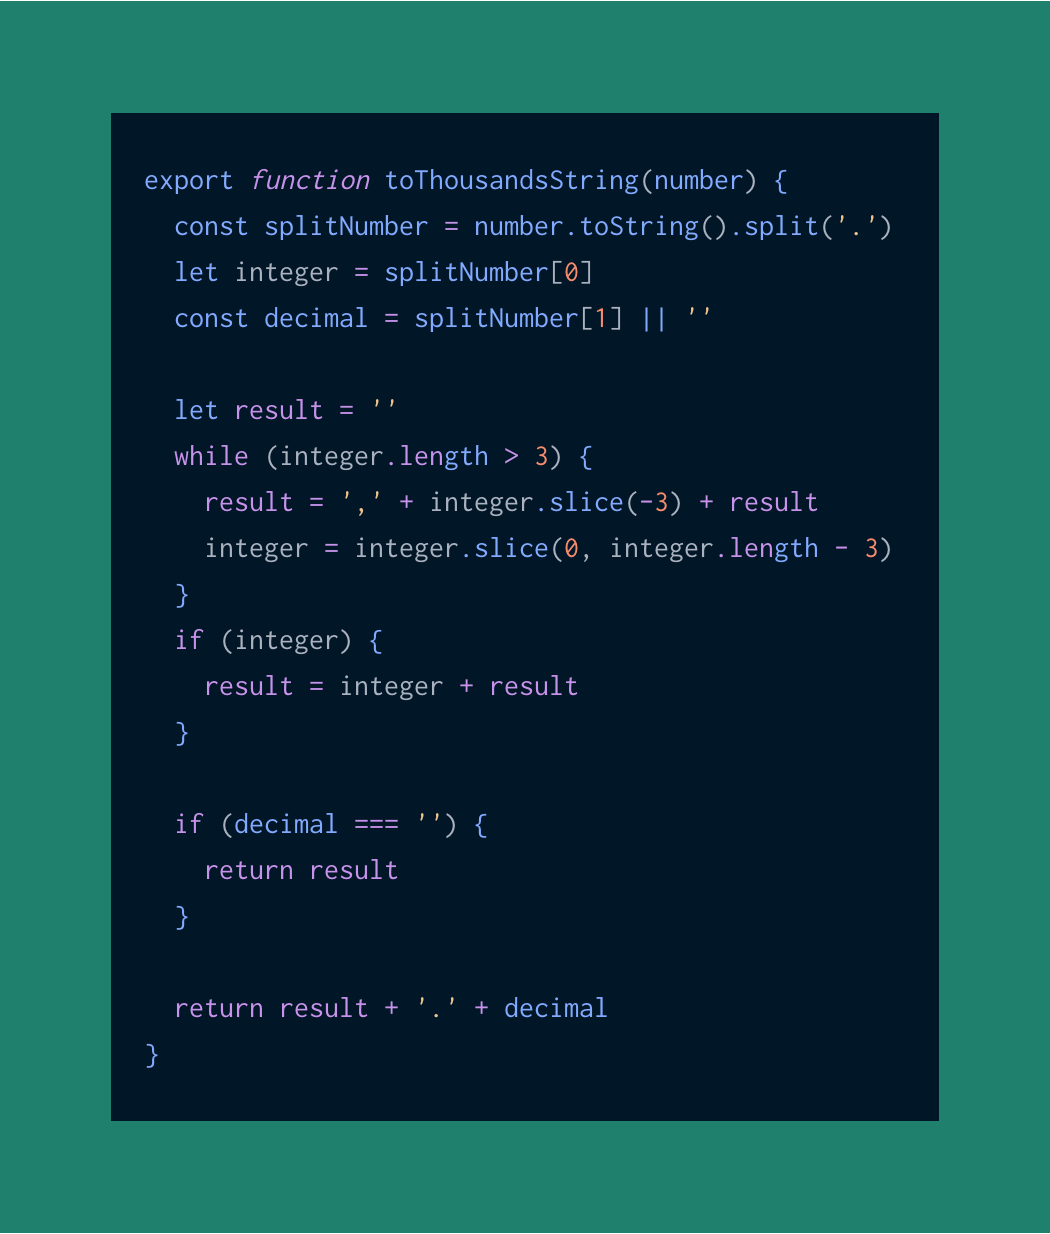 export function toThousandsString(number) {
  const splitNumber = number.toString().split('.')
  let integer = splitNumber[0]
  const decimal = splitNumber[1] || ''

  let result = ''
  while (integer.length > 3) {
    result = ',' + integer.slice(-3) + result
    integer = integer.slice(0, integer.length - 3)
  }
  if (integer) {
    result = integer + result
  }

  if (decimal === '') {
    return result
  }

  return result + '.' + decimal
}